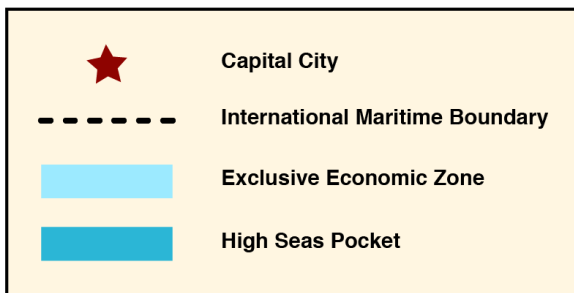 Capital City
International Maritime Boundary
Exclusive Economic Zone
High Seas Pocket